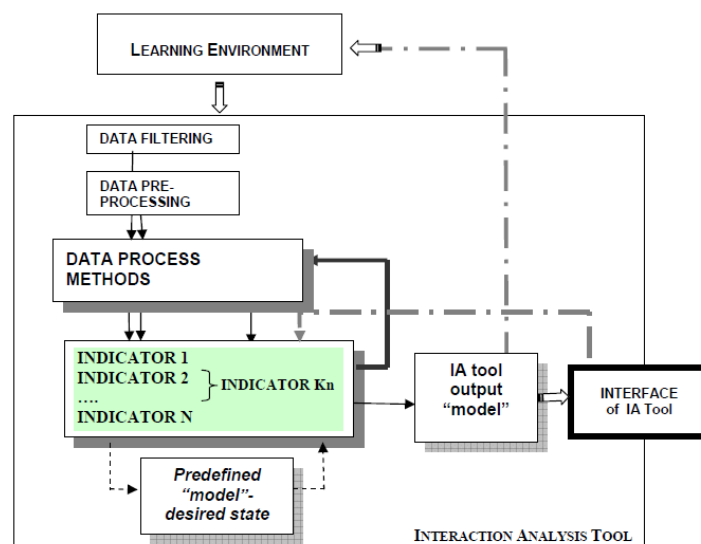 LEARNING ENVIRONMENT
DATA FILTERING
DATA PRE-
PROCESSING
DATA PROCESS
METHODS
INDICATOR 1
INDICATOR 2
….
INDICATOR N
INDICATOR Kn
IA tool
output
“model”
INTERFACE
of IA Tool
Predefined
“model”-
desired state
INTERACTION ANALYSIS TOOL